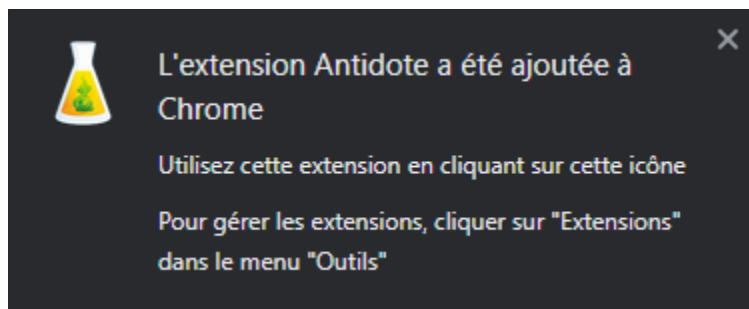 L'extension Antidote a été ajoutée à
Chrome
Utilisez cette extension en cliquant sur cette icône
Pour gérer les extensions, cliquer sur "Extensions"
dans le menu "Outils"